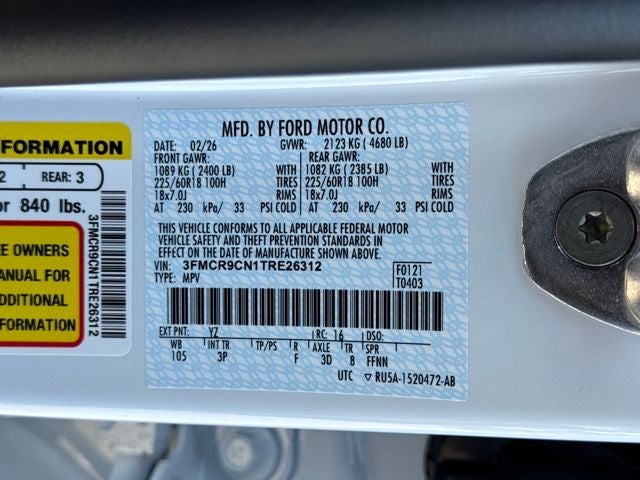 MFD. BY FORD MOTOR CO.
DATE: 02/26 GVWR: 2123 KG ( 4680 LB)
FRONT GAWR: REAR GAWR:
1089 KG ( 2400 LB) WITH 1082 KG ( 2385 LB) WITH
225/60R18 100H TIRES 225/60R18 100H TIRES
18x7.0J RIMS 18x7.0J RIMS
AT 230 kPa/ 33 PSI COLD AT 230 kPa/ 33 PSI COLD
THIS VEHICLE CONFORMS TO ALL APPLICABLE FEDERAL MOTOR
VEHICLE SAFETY AND THEFT PREVENTION STANDARDS IN
EFFECT ON THE DATE OF MANUFACTURE SHOWN ABOVE.
VIN: 3FMCR9CN1TRE26312 F0121
TYPE: MPV T0403
EXT PNT: YZ RC: 16 DSO:
WB INT TR TP/PS R AXLE TR SPR
105 3P F 3D 8 FFNN
UTC ▽ RU5A-1520472-AB
FORMATION
2 REAR: 3
or 840 lbs.
EE OWNERS
ANUAL FOR
ADDITIONAL
FORMATION
3FMCR9CN1TRE26312